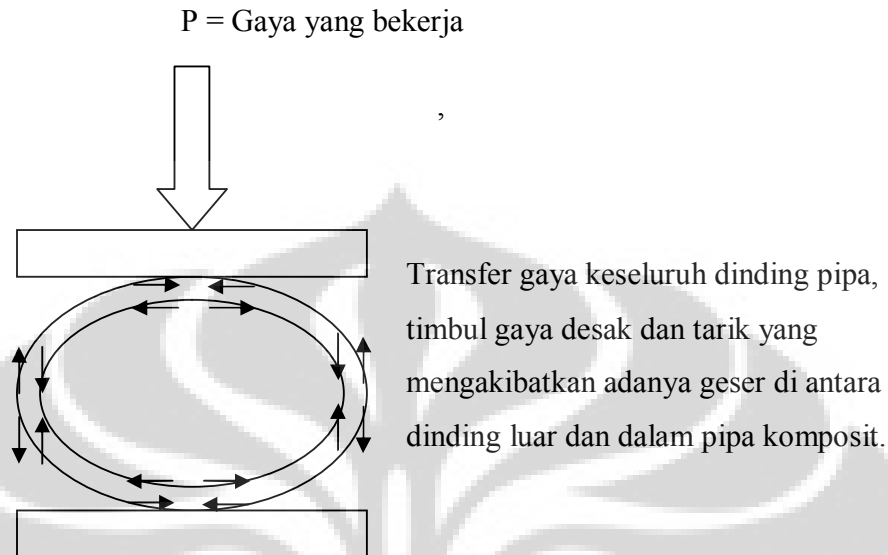 P = Gaya yang bekerja
,
Transfer gaya keseluruh dinding pipa,
timbul gaya desak dan tarik yang
mengakibatkan adanya geser di antara
dinding luar dan dalam pipa komposit.